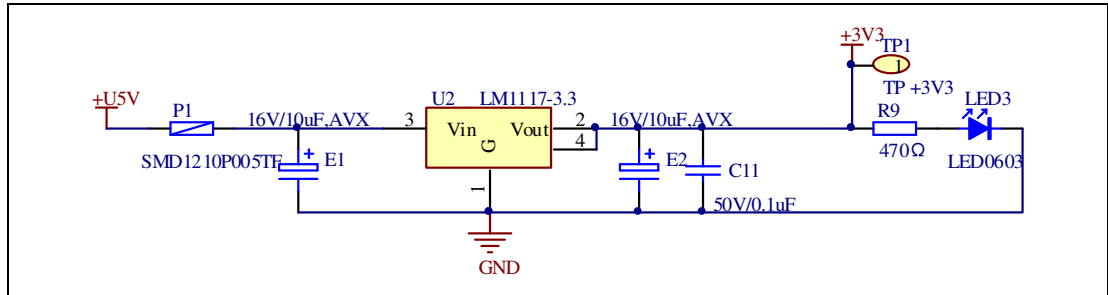 +3V3
TP1
1
TP +3V3
+U5V
P1
U2
LM1117-3.3
R9
LED3
16V/10uF,AVX
3
Vin
Vout
G
2
4
16V/10uF,AVX
SMD1210P005TF
E1
E2
C11
470Ω
LED0603
1
50V/0.1uF
GND